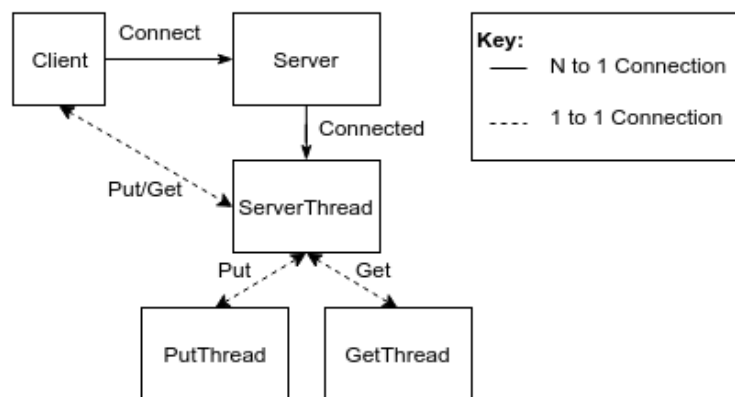 Connect
Client
Server
Key:
N to 1 Connection
1 to 1 Connection
Connected
Put/Get
ServerThread
Put
Get
PutThread
GetThread